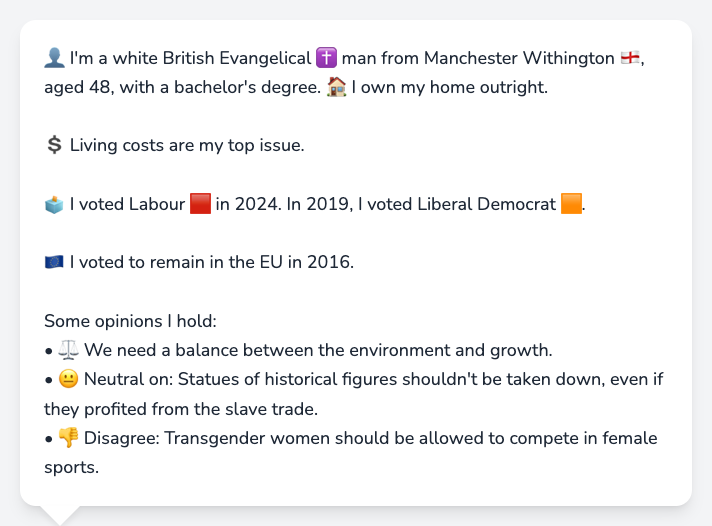 👤 I'm a white British Evangelical ✝️ man from Manchester Withington 🏴󠁧󠁢󠁥󠁮󠁧󠁿,
aged 48, with a bachelor's degree. 🏠 I own my home outright.
💲 Living costs are my top issue.
🗳️ I voted Labour 🟥 in 2024. In 2019, I voted Liberal Democrat 🟧.
🇪🇺 I voted to remain in the EU in 2016.
Some opinions I hold:
• ⚖️ We need a balance between the environment and growth.
• 😐 Neutral on: Statues of historical figures shouldn't be taken down, even if
they profited from the slave trade.
• 👎 Disagree: Transgender women should be allowed to compete in female
sports.